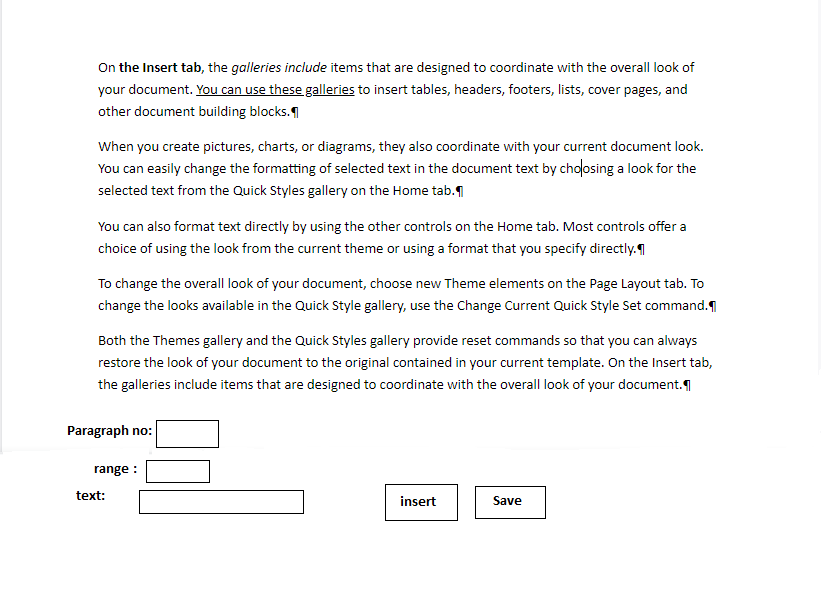 On the Insert tab, the galleries include items that are designed to coordinate with the overall look of
your document. You can use these galleries to insert tables, headers, footers, lists, cover pages, and
other document building blocks.¶
When you create pictures, charts, or diagrams, they also coordinate with your current document look.
You can easily change the formatting of selected text in the document text by choosing a look for the
selected text from the Quick Styles gallery on the Home tab.¶
You can also format text directly by using the other controls on the Home tab. Most controls offer a
choice of using the look from the current theme or using a format that you specify directly.¶
To change the overall look of your document, choose new Theme elements on the Page Layout tab. To
change the looks available in the Quick Style gallery, use the Change Current Quick Style Set command.¶
Both the Themes gallery and the Quick Styles gallery provide reset commands so that you can always
restore the look of your document to the original contained in your current template. On the Insert tab,
the galleries include items that are designed to coordinate with the overall look of your document.¶
Paragraph no:
range :
text:
insert Save